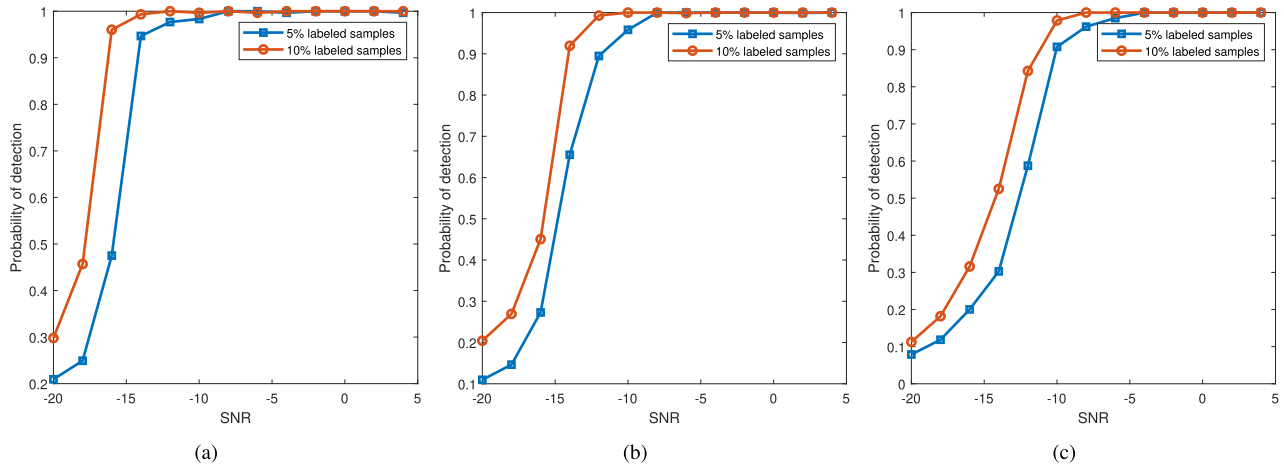 1
0.9
0.8
0.7
0.6
0.5
0.4
0.3
0.2
Probability of detection
-20 -15 -10 -5 0 5
SNR
5% labeled samples
10% labeled samples
(a)
1
0.9
0.8
0.7
0.6
0.5
0.4
0.3
0.2
0.1
Probability of detection
-20 -15 -10 -5 0 5
SNR
5% labeled samples
10% labeled samples
(b)
1
0.9
0.8
0.7
0.6
0.5
0.4
0.3
0.2
0.1
0
Probability of detection
-20 -15 -10 -5 0 5
SNR
5% labeled samples
10% labeled samples
(c)